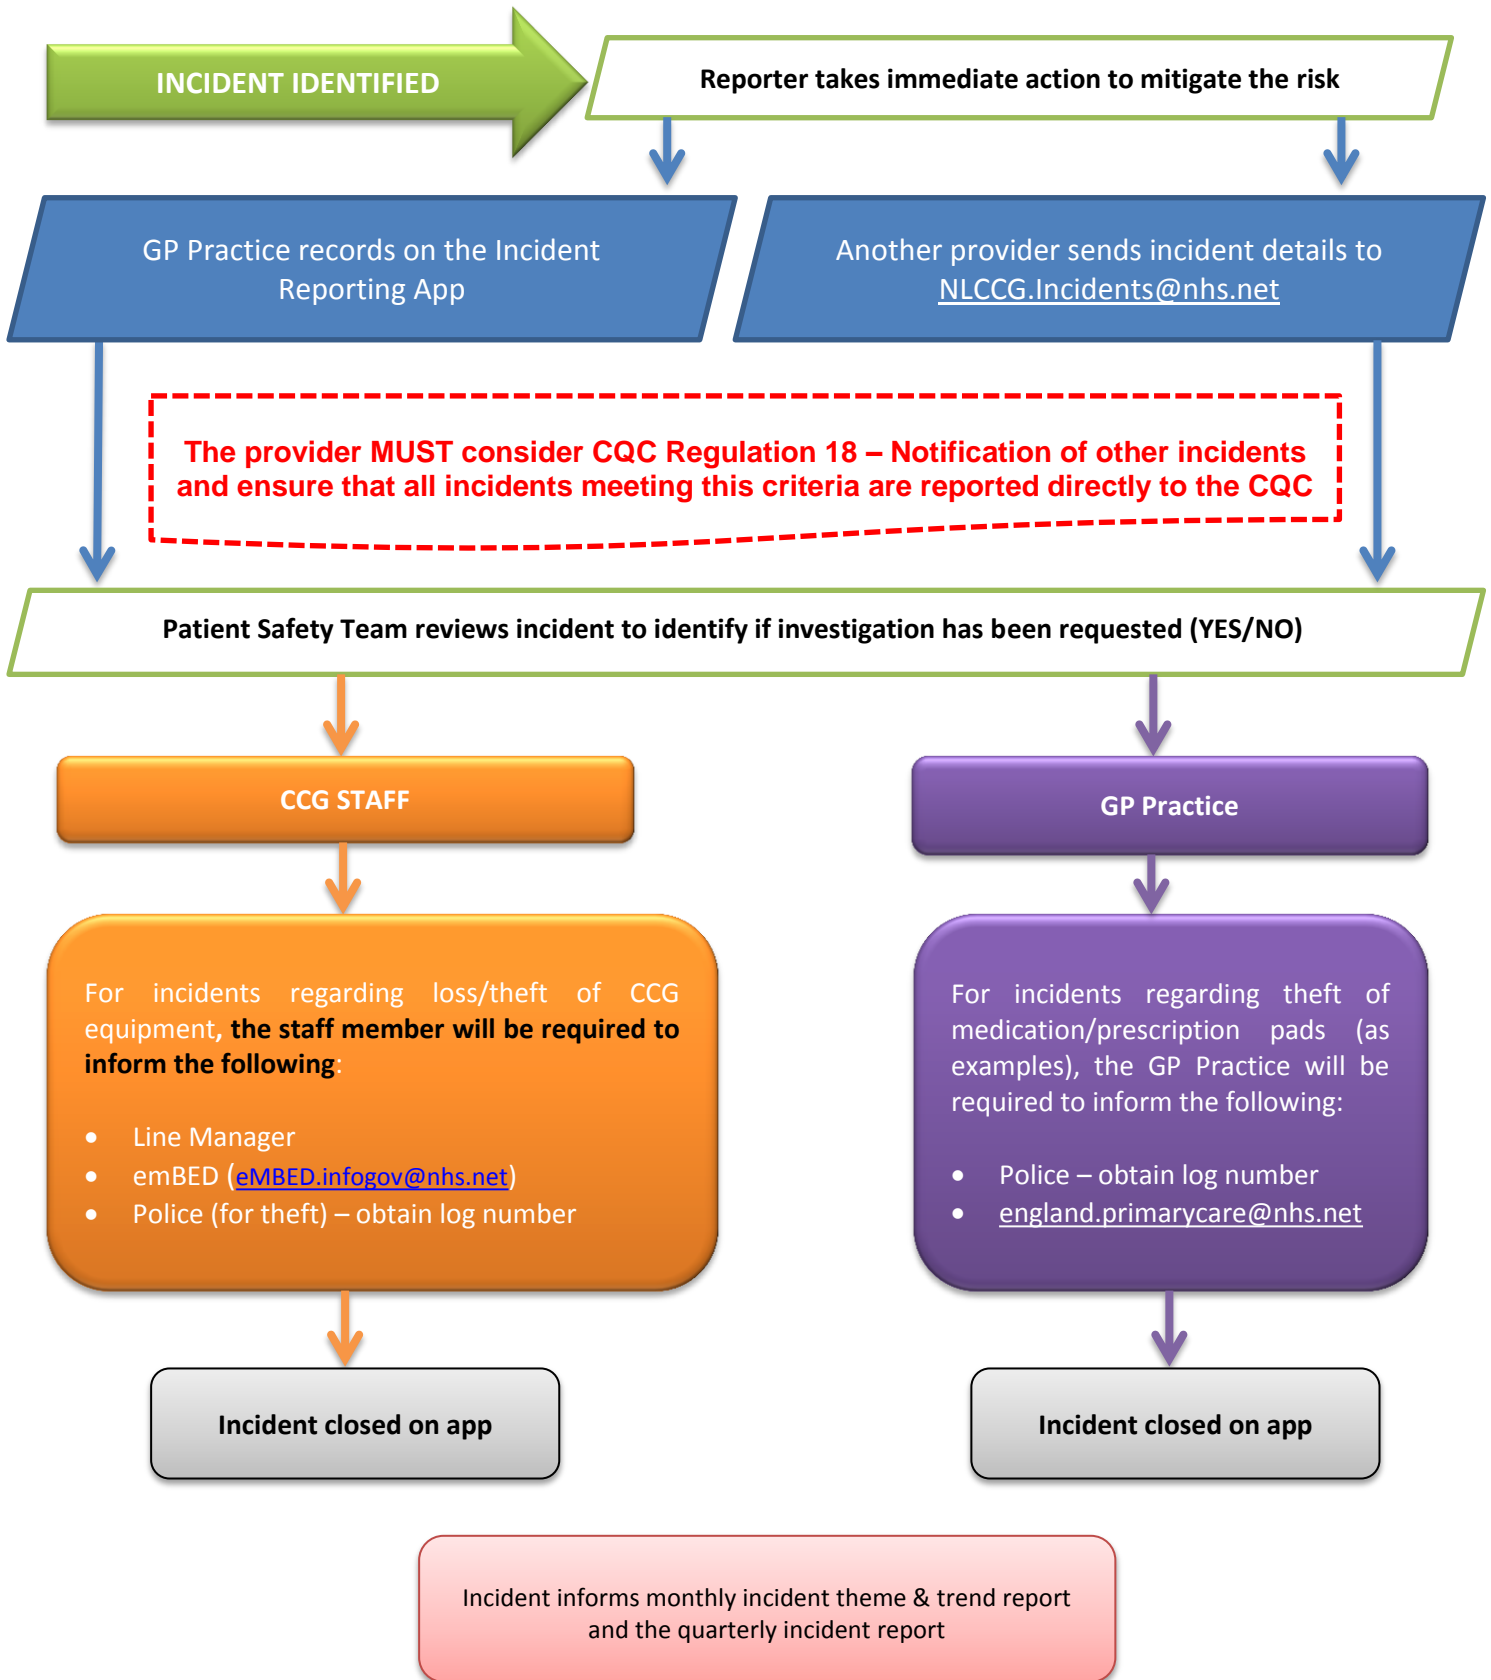 INCIDENT IDENTIFIED
Reporter takes immediate action to mitigate the risk
GP Practice records on the Incident
Reporting App
Another provider sends incident details to
NLCCG.Incidents@nhs.net
The provider MUST consider CQC Regulation 18 – Notification of other incidents
and ensure that all incidents meeting this criteria are reported directly to the CQC
Patient Safety Team reviews incident to identify if investigation has been requested (YES/NO)
CCG STAFF
For incidents regarding loss/theft of CCG
equipment, the staff member will be required to
inform the following:
• Line Manager
• emBED (eMBED.infogov@nhs.net)
• Police (for theft) – obtain log number
Incident closed on app
GP Practice
For incidents regarding theft of
medication/prescription pads (as
examples), the GP Practice will be
required to inform the following:
• Police – obtain log number
• england.primarycare@nhs.net
Incident closed on app
Incident informs monthly incident theme & trend report
and the quarterly incident report